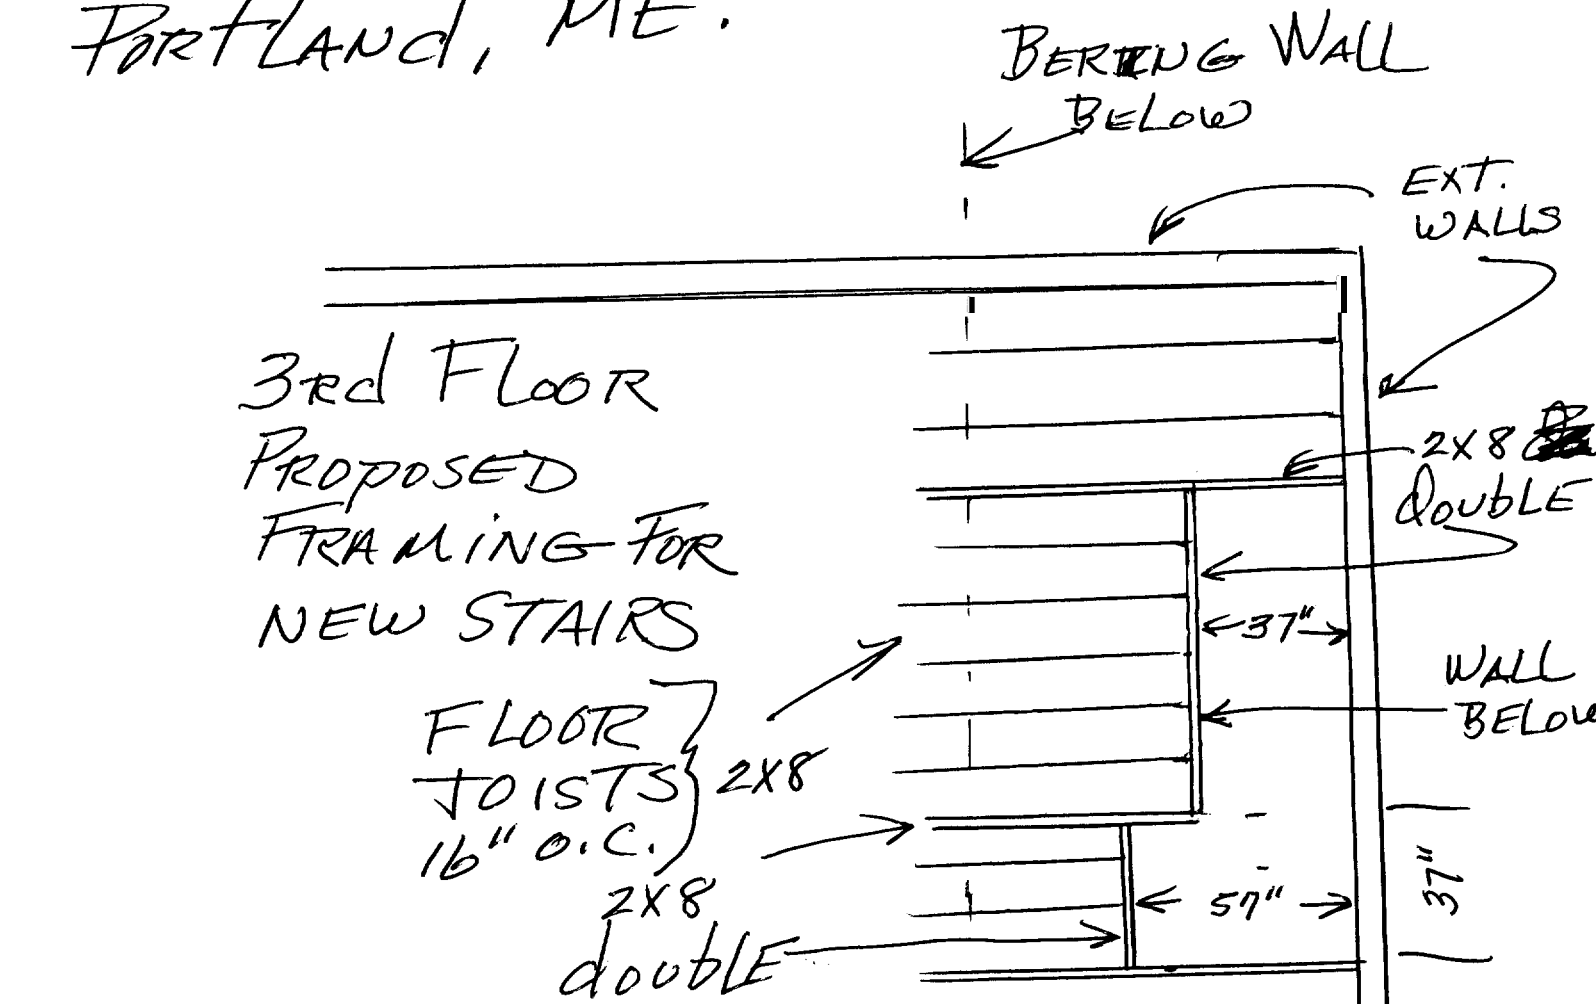 PORTLAND, ME.
BERING WALL
BELOW
EXT.
WALLS
3rd FLOOR
PROPOSED
FRAMING FOR
NEW STAIRS
2X8
double
37"
WALL
BELOW
FLOOR
JOISTS
16" O.C.
2X8
2X8
double
57"
37"